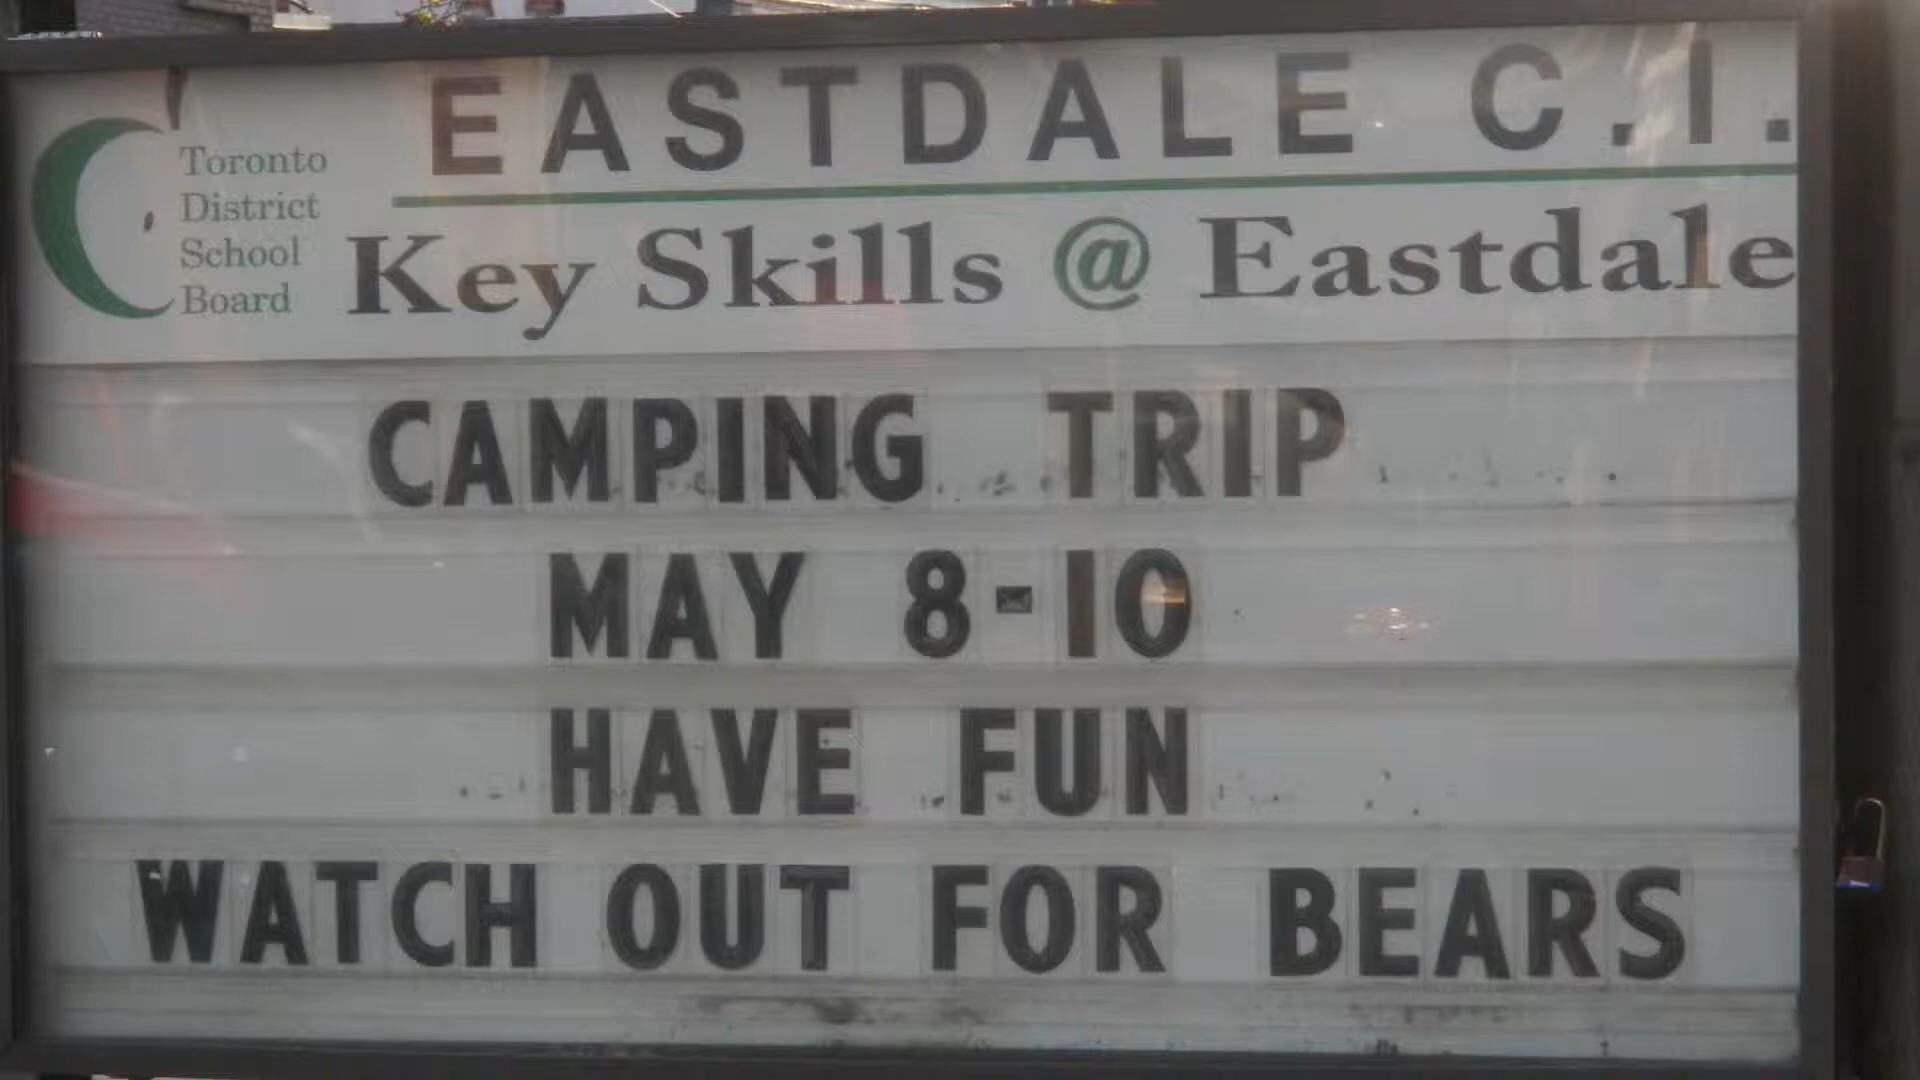 EASTDALE C.I.
Toronto
District
School
Board
Key Skills @ Eastdale
CAMPING TRIP
MAY 8-10
HAVE FUN
WATCH OUT FOR BEARS